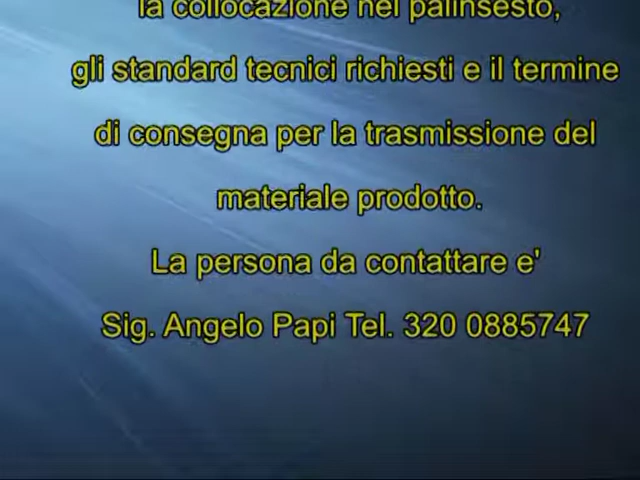 la collocazione nel palinsesto,
gli standard tecnici richiesti e il termine
di consegna per la trasmissione del
materiale prodotto.
La persona da contattare e'
Sig. Angelo Papi Tel. 320 0885747